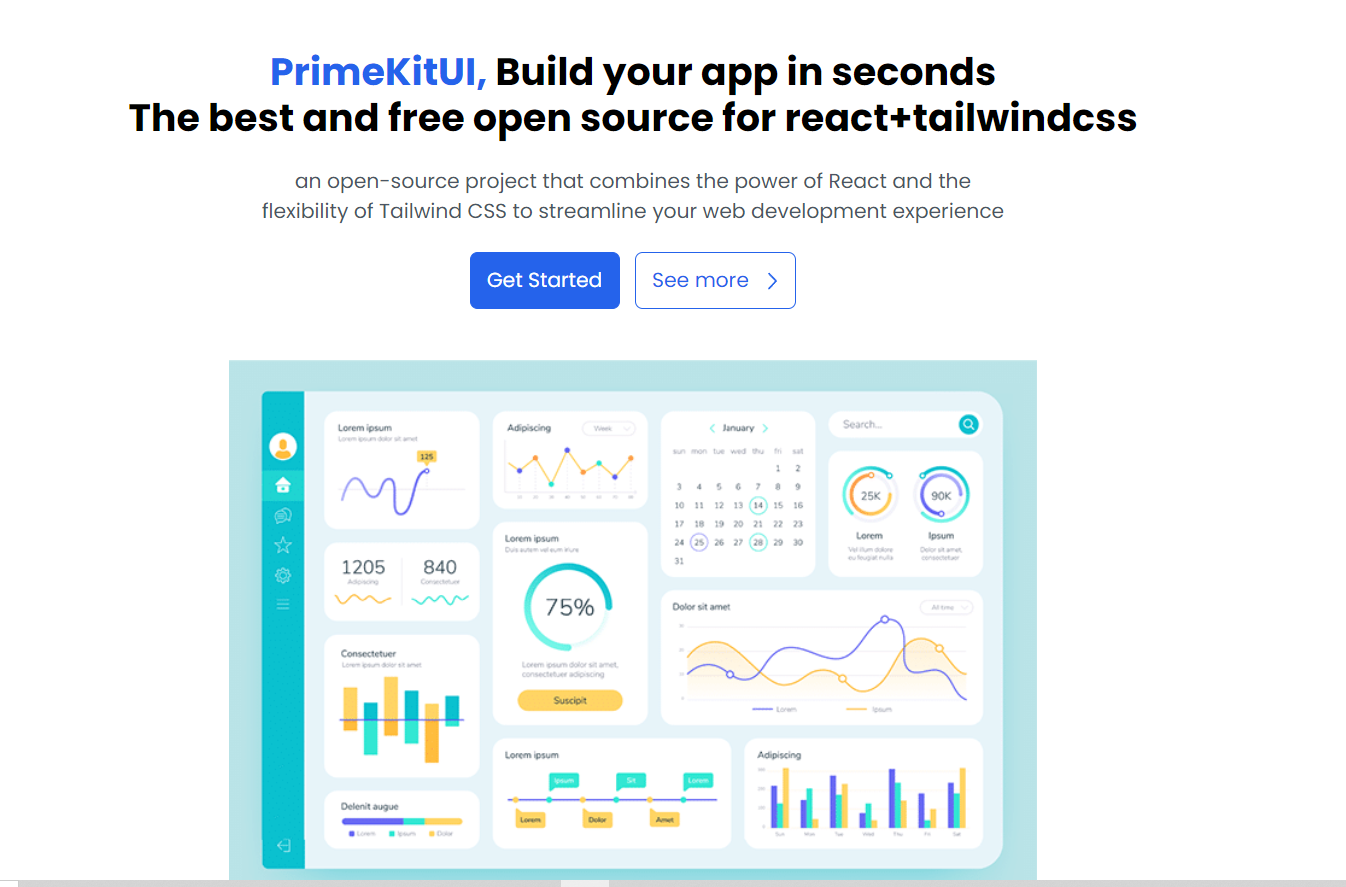 PrimeKitUI, Build your app in seconds
The best and free open source for react+tailwindcss
an open-source project that combines the power of React and the
flexibility of Tailwind CSS to streamline your web development experience
Get Started
See more
Lorem ipsum
Lorem ipsum dolor sit amet
125
1205
Adipiscing
840
Consectetuer
Consectetuer
Lorem ipsum dolor sit amet
Delenit augue
Lorem Ipsum Dolor
Adipiscing
Week
Lorem ipsum
Duis autem vel eum iriure
75%
Lorem ipsum dolor sit amet,
consectetuer adipiscing
Suscipit
January
sun mon tue wed thu fri sat
1 2
3 4 5 6 7 8 9
10 11 12 13 14 15 16
17 18 19 20 21 22 23
24 25 26 27 28 29 30
31
Search...
25K
Lorem
Vel illum dolore
eu feugiat nulla
90K
Ipsum
Dolor sit amet,
consectetuer
Dolor sit amet
All time
Lorem
Ipsum
Lorem ipsum
Ipsum Sit Lorem
Lorem Dolor Amet
Adipiscing
Sun Mon Tue Wed Thu Fri Sat